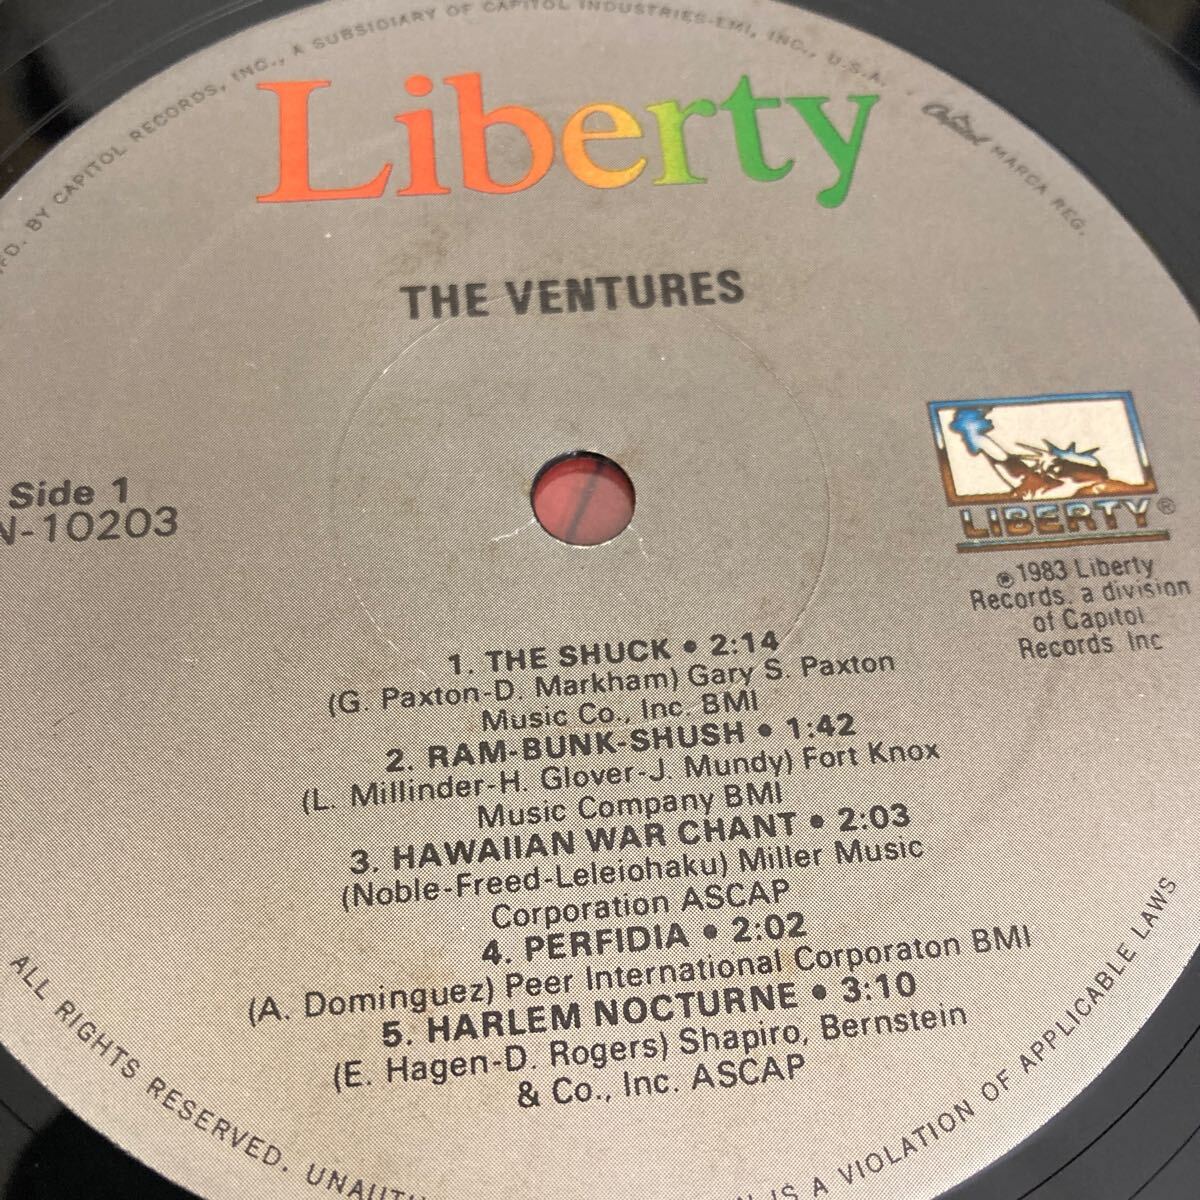 BY CAPITOL RECORDS, INC., A SUBSIDIARY OF CAPITOL INDUSTRIES-EMI, INC., U.S.A. · Capitol MARCA REG.
Liberty
THE VENTURES
LIBERTY®
Side 1
N-10203
℗1983 Liberty
Records, a division
of Capitol
Records Inc
1. THE SHUCK • 2:14
(G. Paxton-D. Markham) Gary S. Paxton
Music Co., Inc. BMI
2. RAM-BUNK-SHUSH • 1:42
(L. Millinder-H. Glover-J. Mundy) Fort Knox
Music Company BMI
3. HAWAIIAN WAR CHANT • 2:03
(Noble-Freed-Leleiohaku) Miller Music
Corporation ASCAP
4. PERFIDIA • 2:02
(A. Dominguez) Peer International Corporaton BMI
5. HARLEM NOCTURNE • 3:10
(E. Hagen-D. Rogers) Shapiro, Bernstein
& Co., Inc. ASCAP
ALL RIGHTS RESERVED. IS A VIOLATION OF APPLICABLE LAWS